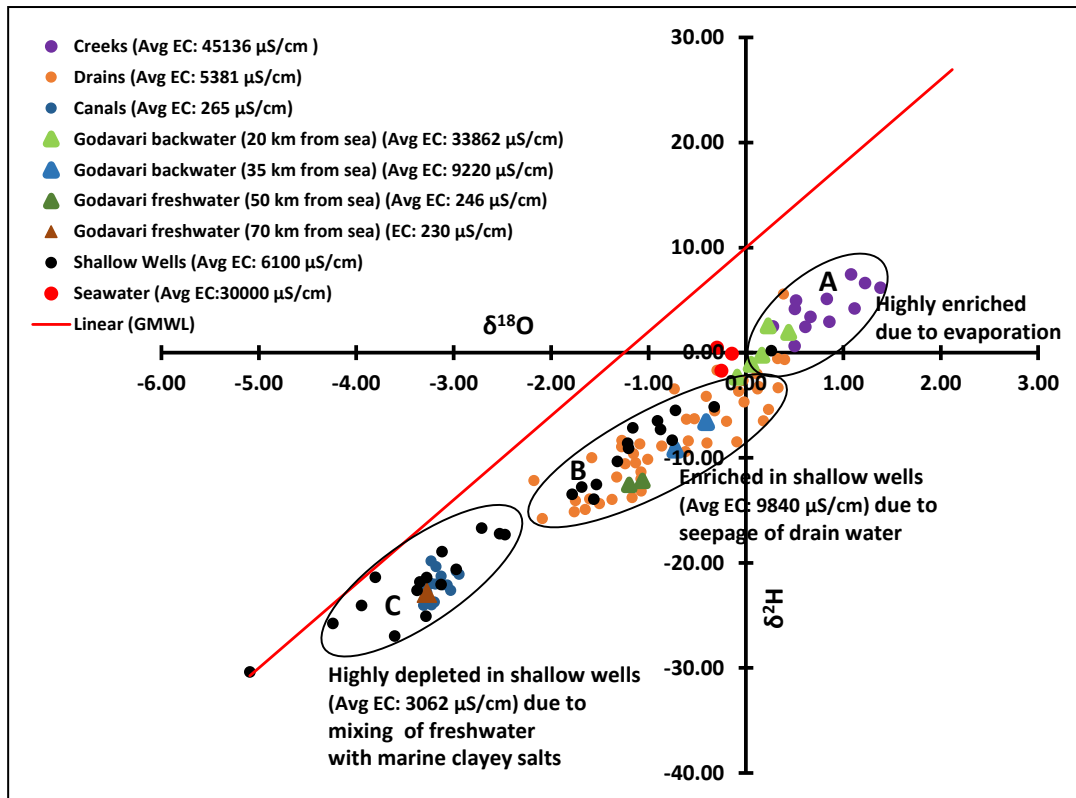 Creeks (Avg EC: 45136 µS/cm )
Drains (Avg EC: 5381 µS/cm)
Canals (Avg EC: 265 µS/cm)
Godavari backwater (20 km from sea) (Avg EC: 33862 µS/cm)
Godavari backwater (35 km from sea) (Avg EC: 9220 µS/cm)
Godavari freshwater (50 km from sea) (Avg EC: 246 µS/cm)
Godavari freshwater (70 km from sea) (EC: 230 µS/cm)
Shallow Wells (Avg EC: 6100 µS/cm)
Seawater (Avg EC:30000 µS/cm)
Linear (GMWL)
30.00
20.00
10.00
0.00
-10.00
-20.00
-30.00
-40.00
δ18O
-6.00 -5.00 -4.00 -3.00 -2.00 -1.00 0.00 1.00 2.00 3.00
A
Highly enriched
due to evaporation
B
Enriched in shallow wells
(Avg EC: 9840 µS/cm) due to
seepage of drain water
C
δ2H
Highly depleted in shallow wells
(Avg EC: 3062 µS/cm) due to
mixing of freshwater
with marine clayey salts